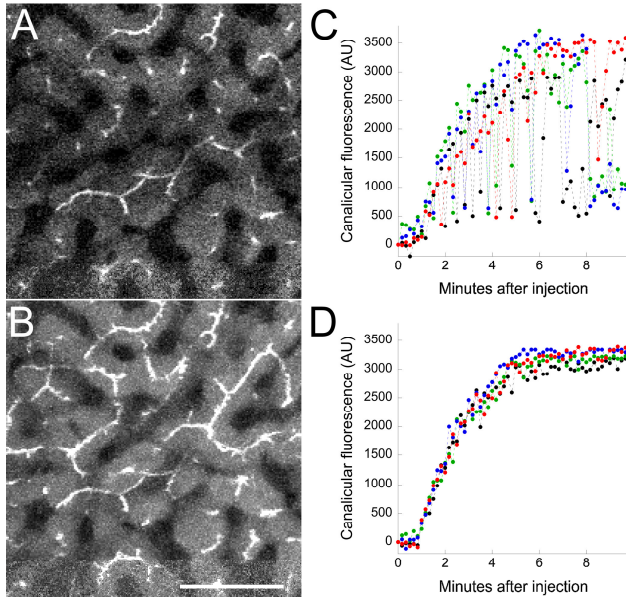 A
B
C
Canalicular fluorescence (AU)
3500
3000
2500
2000
1500
1000
500
0
0 2 4 6 8
Minutes after injection
D
Canalicular fluorescence (AU)
3500
3000
2500
2000
1500
1000
500
0
0 2 4 6 8
Minutes after injection